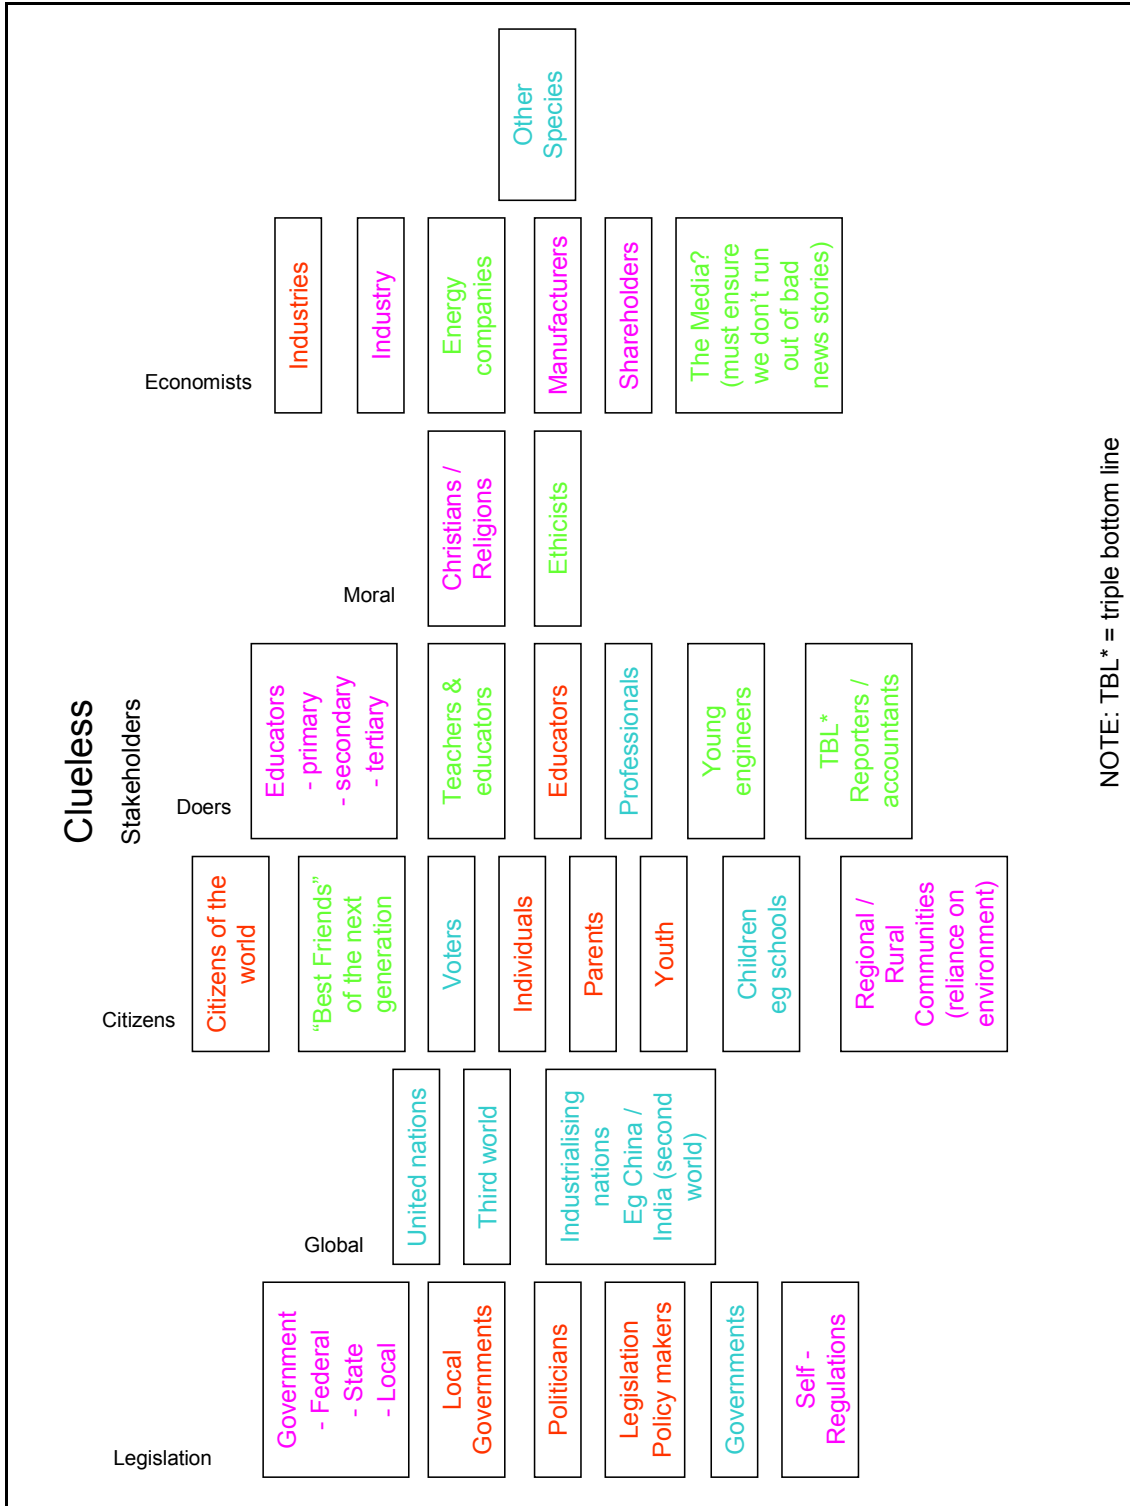 Clueless
Stakeholders
Legislation
Government
- Federal
- State
- Local
Local
Governments
Politicians
Legislation
Policy makers
Governments
Self -
Regulations
Global
United nations
Third world
Industrialising
nations
Eg China /
India (second
world)
Citizens
Citizens of the
world
“Best Friends”
of the next
generation
Voters
Individuals
Parents
Youth
Children
eg schools
Regional /
Rural
Communities
(reliance on
environment)
Doers
Educators
- primary
- secondary
- tertiary
Teachers &
educators
Educators
Professionals
Young
engineers
TBL*
Reporters /
accountants
Moral
Christians /
Religions
Ethicists
Economists
Industries
Industry
Energy
companies
Manufacturers
Shareholders
The Media?
(must ensure
we don’t run
out of bad
news stories)
Other
Species
NOTE: TBL* = triple bottom line